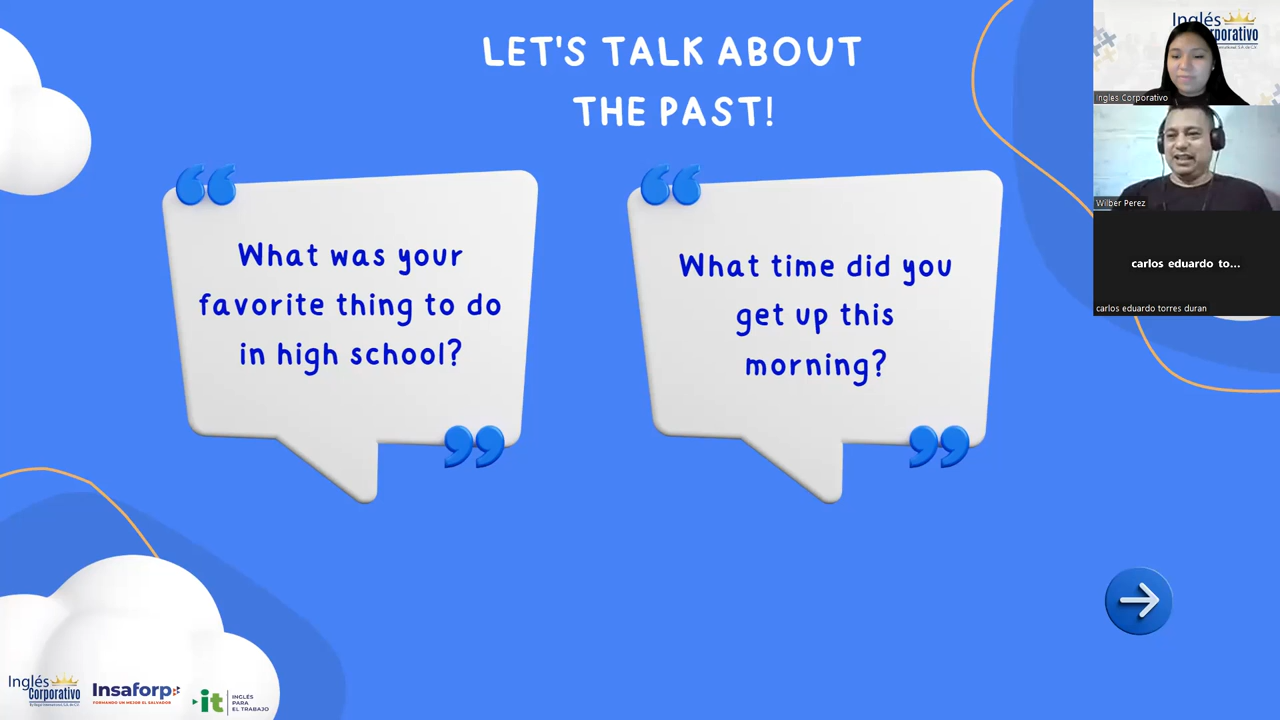 LET'S TALK ABOUT
THE PAST!
What was your
favorite thing to do
in high school?
What time did you
get up this
morning?
Inglés
Corporativo
Insaforp
FORMANDO UN MEJOR EL SALVADOR
it
INGLÉS
PARA
EL TRABAJO
Inglés
orporativo
Ingles Corporativo
Wilber Perez
carlos eduardo to...
carlos eduardo torres duran